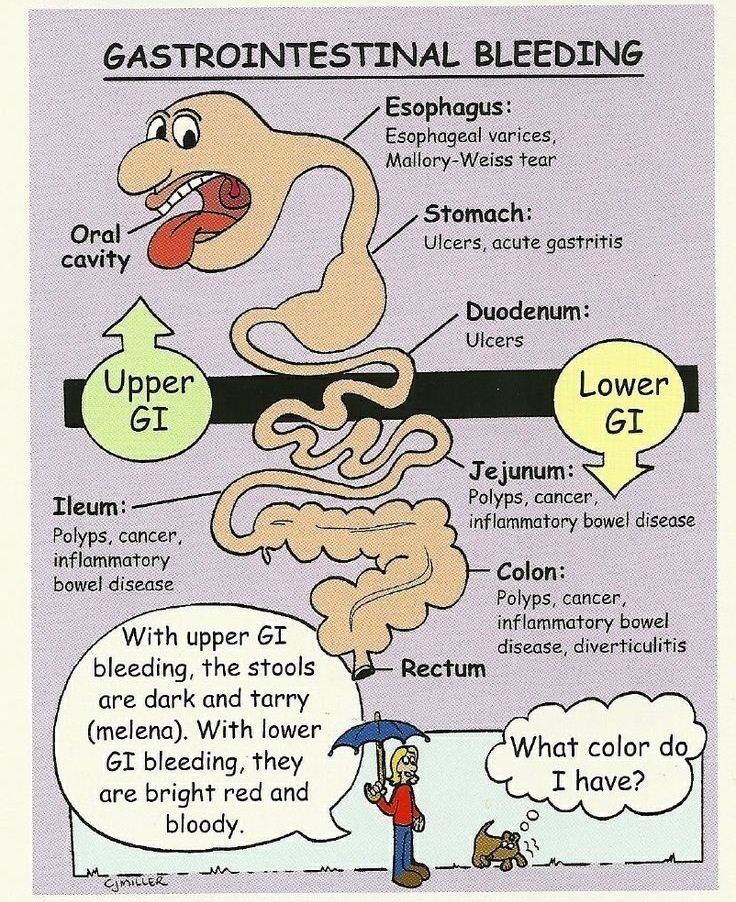 GASTROINTESTINAL BLEEDING
Esophagus:
Esophageal varices,
Mallory-Weiss tear
Oral
cavity
Stomach:
Ulcers, acute gastritis
Duodenum:
Ulcers
Upper
GI
Lower
GI
Jejunum:
Polyps, cancer,
inflammatory bowel disease
Ileum:
Polyps, cancer,
inflammatory
bowel disease
Colon:
Polyps, cancer,
inflammatory bowel
disease, diverticulitis
Rectum
With upper GI
bleeding, the stools
are dark and tarry
(melena). With lower
GI bleeding, they
are bright red and
bloody.
What color do
I have?
CJMILLER